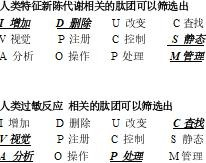 人类特征新陈代谢相关的肽团可以筛选出
I 增加 D 删除 U 改变 C 查找
V 视觉 P 注册 C 控制 S 静态
A 分析 O 操作 P 处理 M 管理
人类过敏反应 相关的肽团可以筛选出
I 增加 D 删除 U 改变 C 查找
V 视觉 P 注册 C 控制 S 静态
A 分析 O 操作 P 处理 M 管理